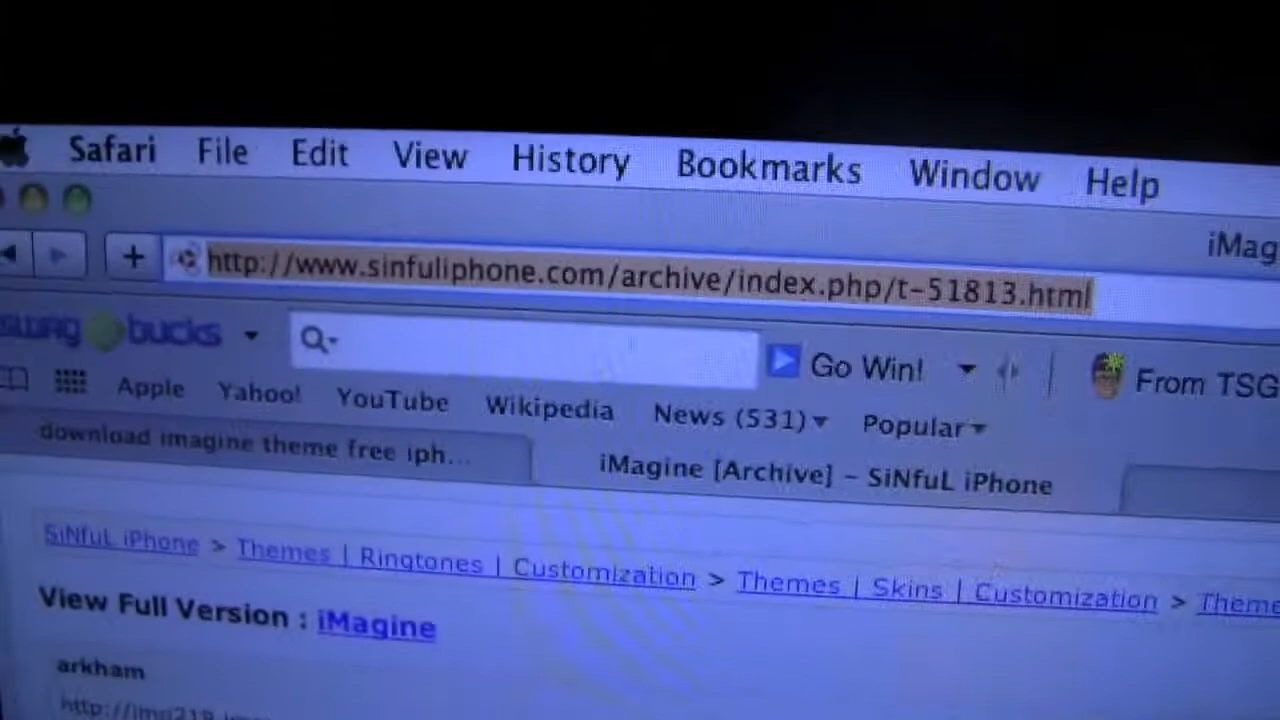 Safari File Edit View History Bookmarks Window Help
iMag
http://www.sinfuliphone.com/archive/index.php/t-51813.html
swag bucks Go Win! From TSG
Apple Yahoo! YouTube Wikipedia News (531) Popular
download imagine theme free iph... iMagine [Archive] – SiNfuL iPhone
SiNfuL iPhone > Themes | Ringtones | Customization > Themes | Skins | Customization > Theme
View Full Version : iMagine
arkham